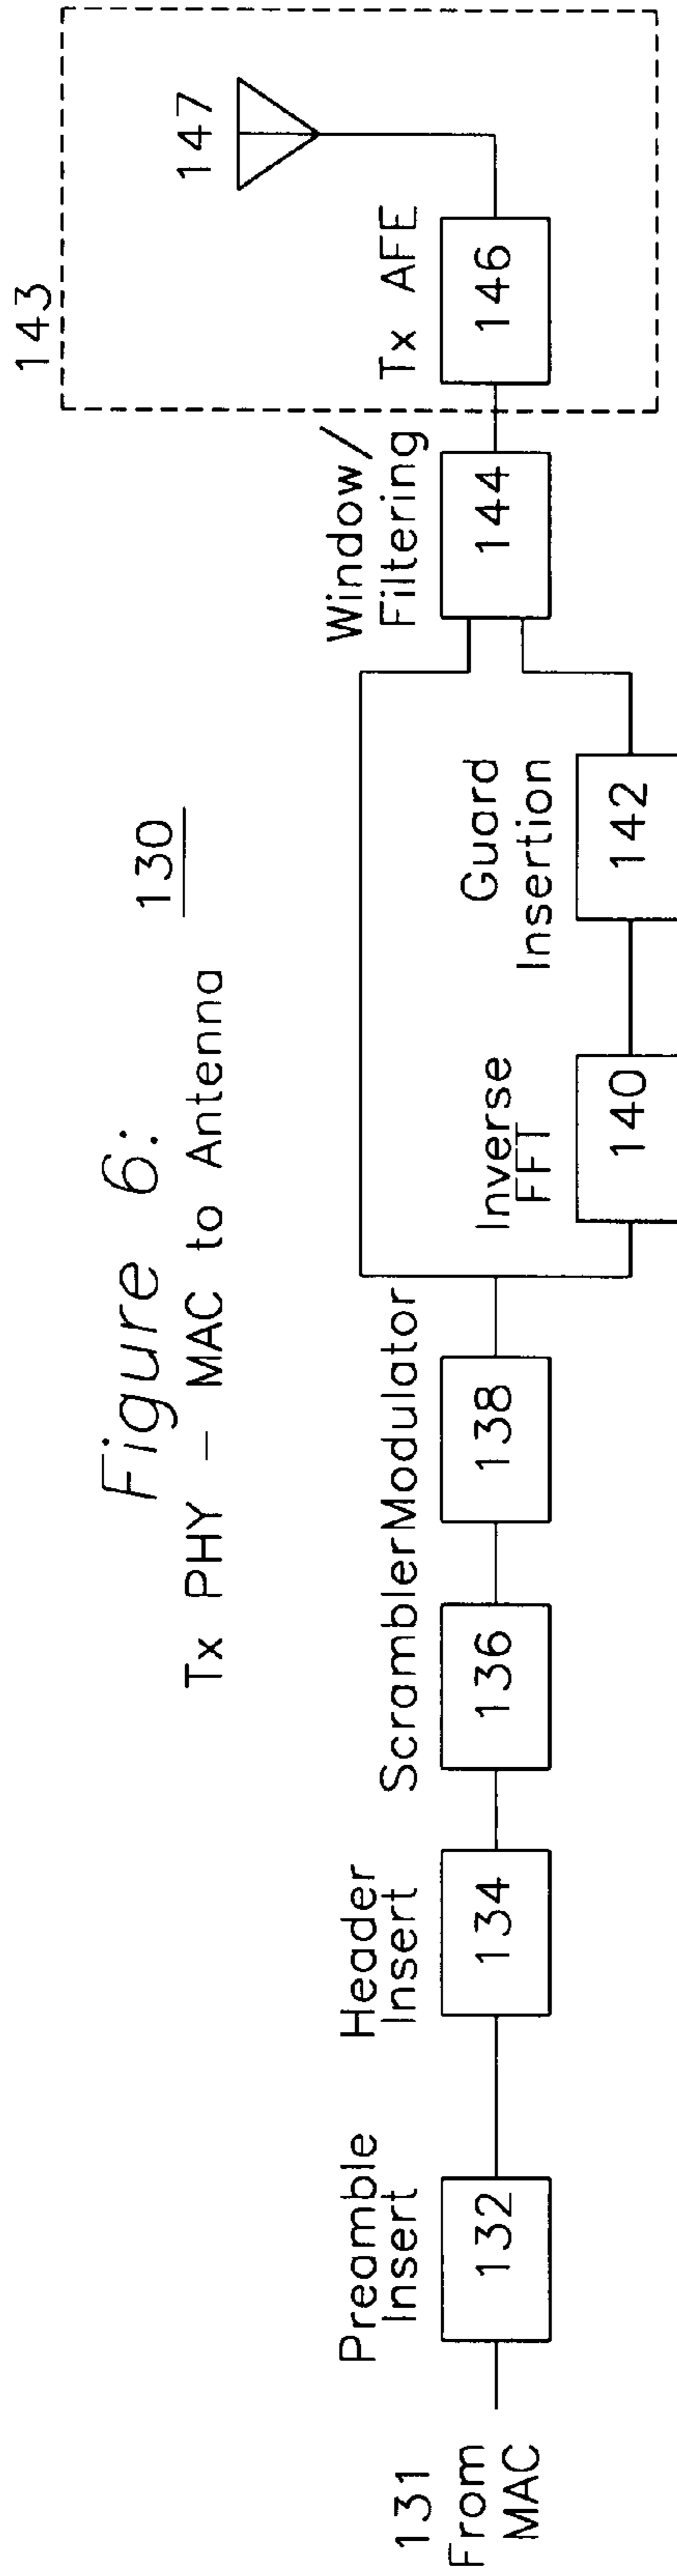 Figure 6:
Tx PHY – MAC to Antenna
130
131
From
MAC
Preamble
Insert
132
Header
Insert
134
Scrambler
136
Modulator
138
Inverse
FFT
140
Guard
Insertion
142
Window/
Filtering
144
143
Tx AFE
146
147